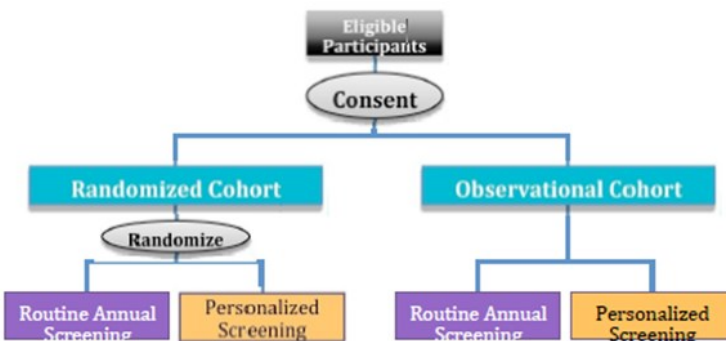 Eligible
Participants
Consent
Randomized Cohort
Observational Cohort
Randomize
Routine Annual
Screening
Personalized
Screening
Routine Annual
Screening
Personalized
Screening